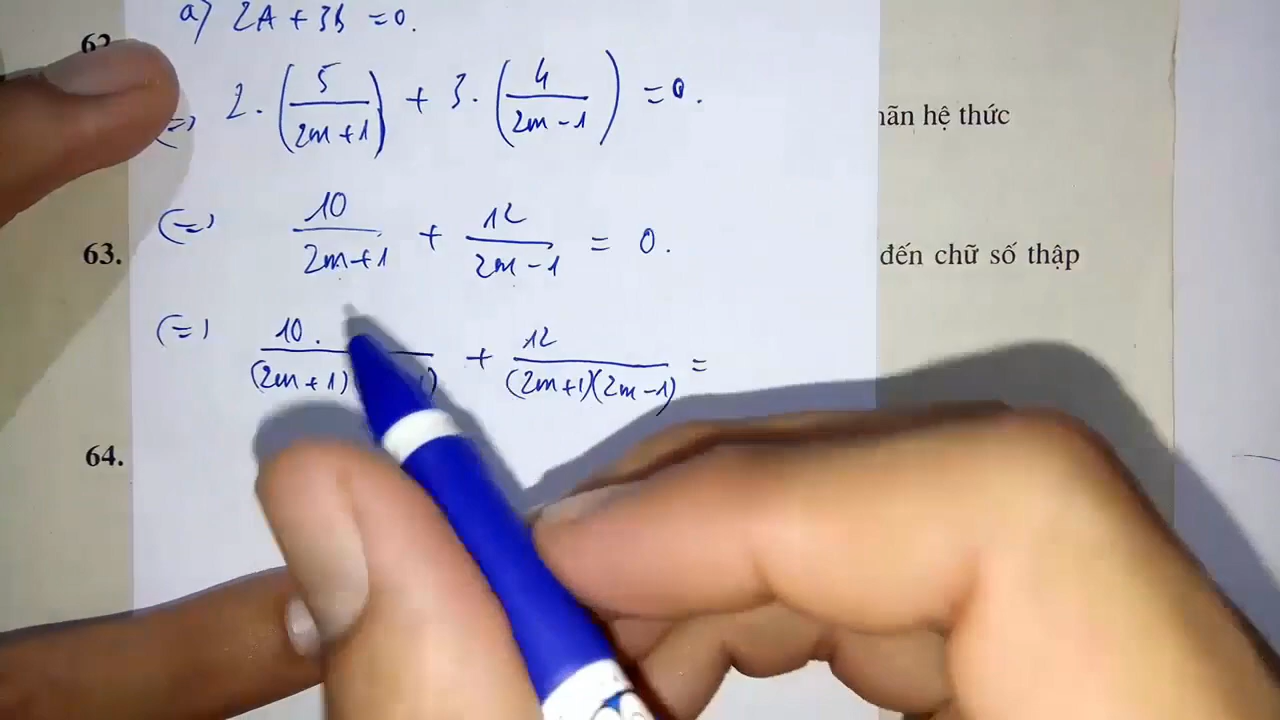 a) 2A + 3B = 0.
62
(=) 2 . (5/(2m+1)) + 3 . (4/(2m-1)) = 0.
hãn hệ thức
(=) 10/(2m+1) + 12/(2m-1) = 0.
63.
đến chữ số thập
(=) 10 . /(2m+1) + 12/((2m+1)(2m-1)) =
64.